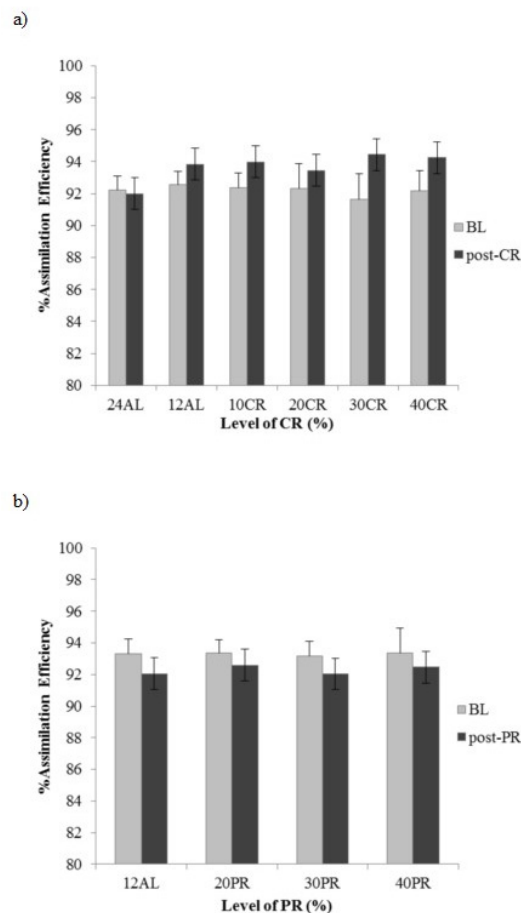 a)
100
98
96
94
92
90
88
86
84
82
80
%Assimilation Efficiency
BL
post-CR
24AL 12AL 10CR 20CR 30CR 40CR
Level of CR (%)
b)
100
98
96
94
92
90
88
86
84
82
80
%Assimilation Efficiency
BL
post-PR
12AL 20PR 30PR 40PR
Level of PR (%)